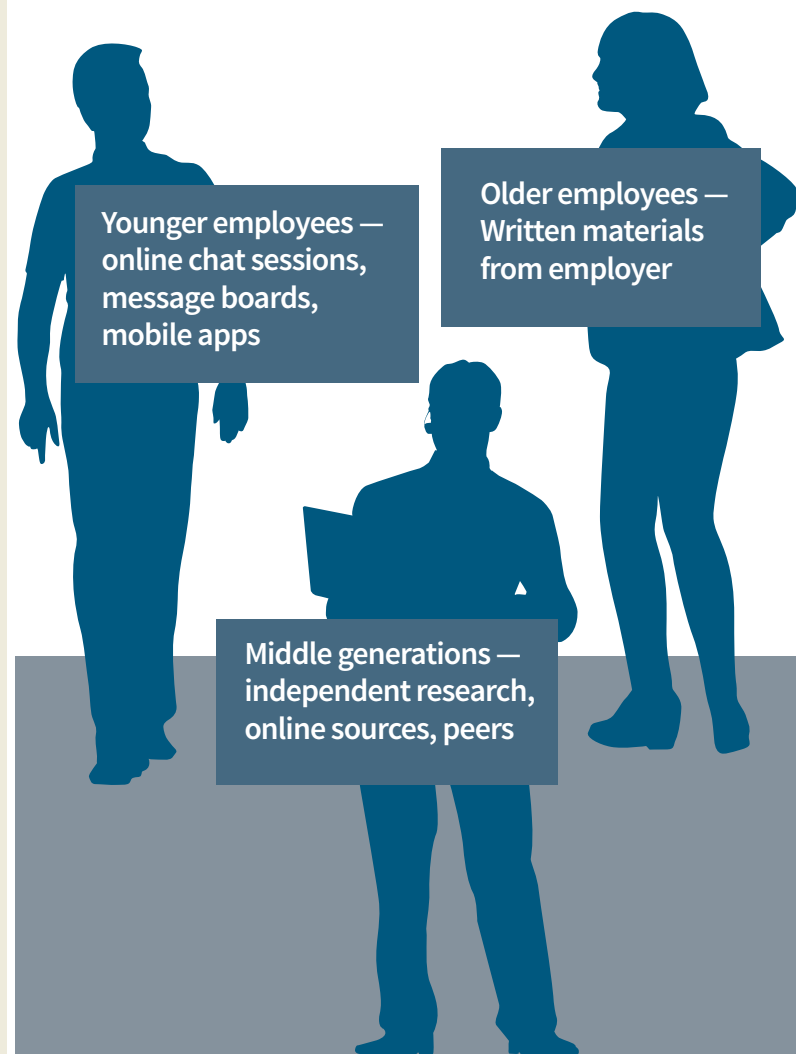 Younger employees —
online chat sessions,
message boards,
mobile apps
Older employees —
Written materials
from employer
Middle generations —
independent research,
online sources, peers